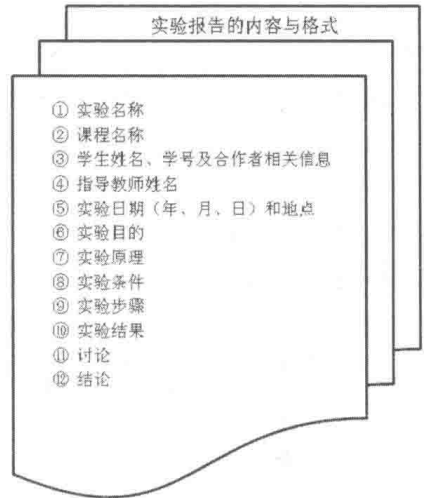 实验报告的内容与格式
① 实验名称
② 课程名称
③ 学生姓名、学号及合作者相关信息
④ 指导教师姓名
⑤ 实验日期（年、月、日）和地点
⑥ 实验目的
⑦ 实验原理
⑧ 实验条件
⑨ 实验步骤
⑩ 实验结果
⑪ 讨论
⑫ 结论